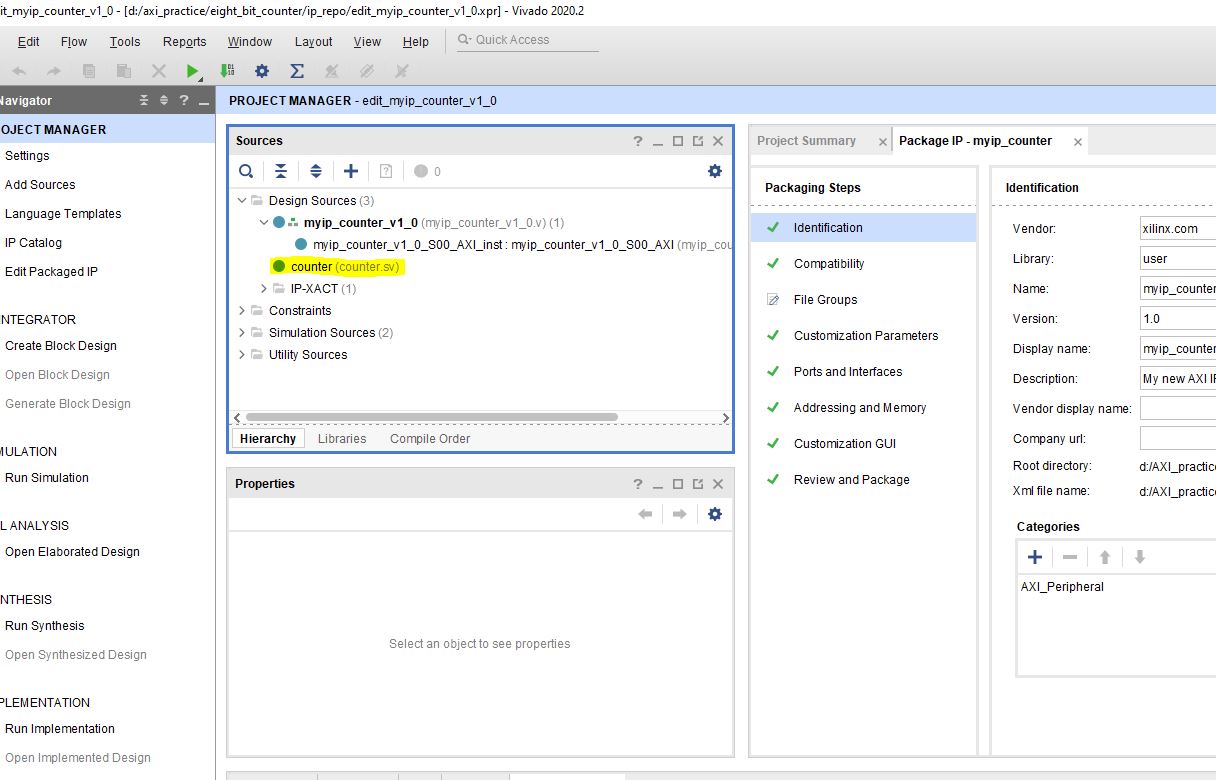 it_myip_counter_v1_0 - [d:/axi_practice/eight_bit_counter/ip_repo/edit_myip_counter_v1_0.xpr] - Vivado 2020.2
Edit Flow Tools Reports Window Layout View Help Quick Access
Navigator
OJECT MANAGER
Settings
Add Sources
Language Templates
IP Catalog
Edit Packaged IP
INTEGRATOR
Create Block Design
Open Block Design
Generate Block Design
MULATION
Run Simulation
L ANALYSIS
Open Elaborated Design
NTHESIS
Run Synthesis
Open Synthesized Design
PLEMENTATION
Run Implementation
Open Implemented Design
PROJECT MANAGER - edit_myip_counter_v1_0
Sources
0
Design Sources (3)
myip_counter_v1_0 (myip_counter_v1_0.v) (1)
myip_counter_v1_0_S00_AXI_inst : myip_counter_v1_0_S00_AXI (myip_cou
counter (counter.sv)
IP-XACT (1)
Constraints
Simulation Sources (2)
Utility Sources
Hierarchy Libraries Compile Order
Properties
Select an object to see properties
Project Summary Package IP - myip_counter
Packaging Steps
Identification
Compatibility
File Groups
Customization Parameters
Ports and Interfaces
Addressing and Memory
Customization GUI
Review and Package
Identification
Vendor: xilinx.com
Library: user
Name: myip_counter
Version: 1.0
Display name: myip_counter
Description: My new AXI IP
Vendor display name:
Company url:
Root directory: d:/AXI_practice
Xml file name: d:/AXI_practice
Categories
AXI_Peripheral